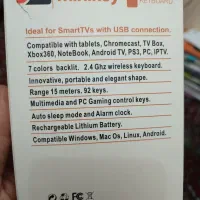 KEYBOARD
Ideal for SmartTVs with USB connection.
Compatible with tablets, Chromecast, TV Box,
Xbox360, NoteBook, Android TV, PS3, PC, IPTV.
7 colors backlit. 2.4 Ghz wireless keyboard.
Innovative, portable and elegant shape.
Range 15 meters. 92 keys.
Multimedia and PC Gaming control keys.
Auto sleep mode and Alarm clock.
Rechargeable Lithium Battery.
Compatible Windows, Mac Os, Linux, Android.